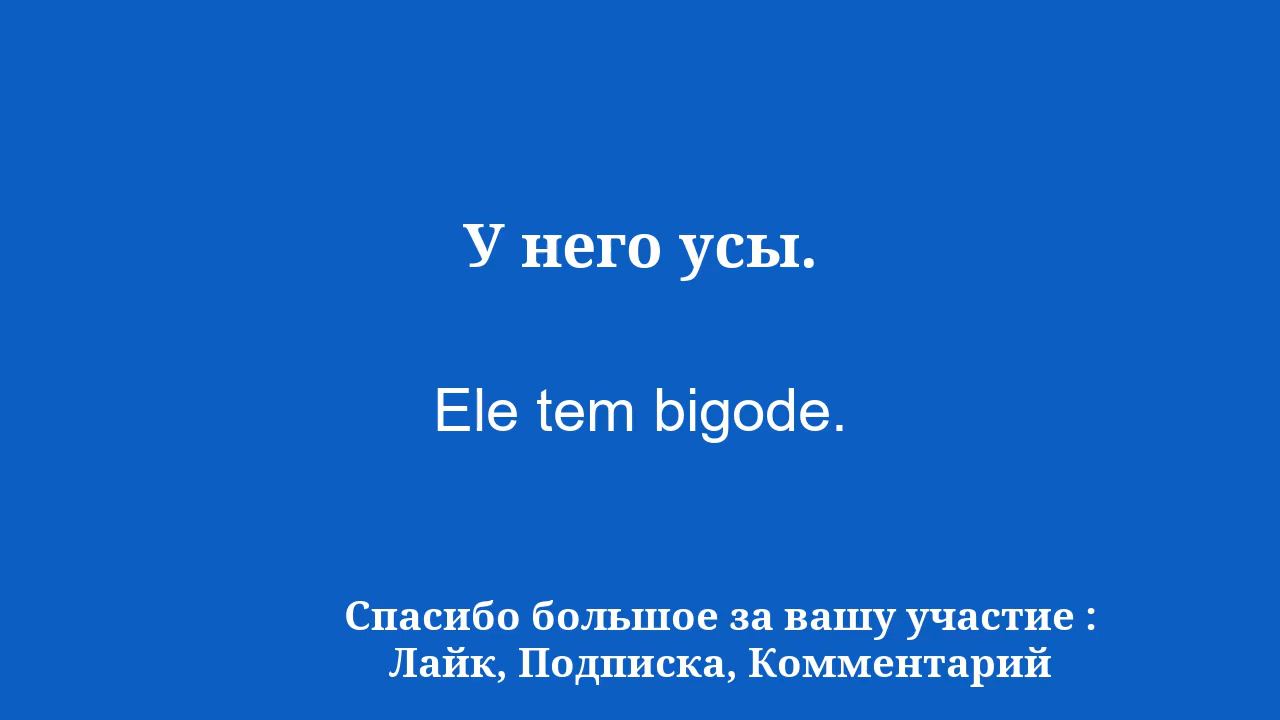 У него усы.
Ele tem bigode.
Спасибо большое за вашу участие :
Лайк, Подписка, Комментарий